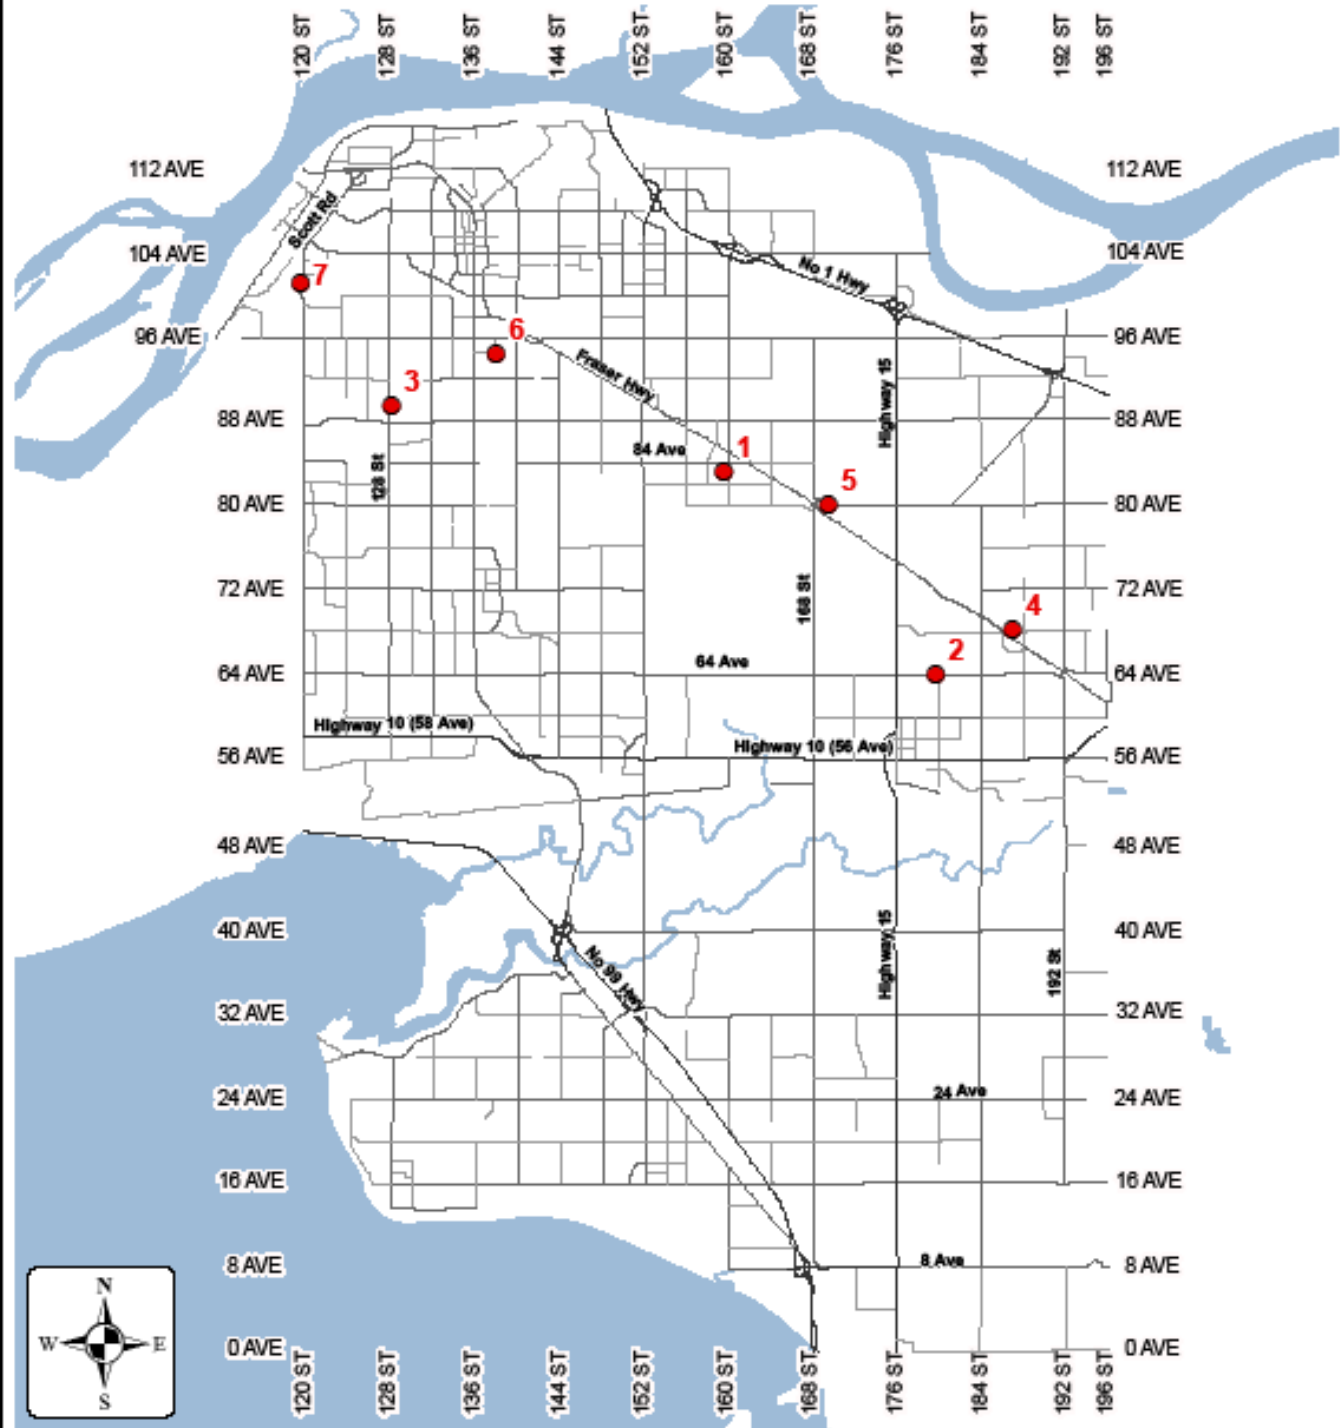 120 ST
128 ST
136 ST
144 ST
152 ST
160 ST
168 ST
176 ST
184 ST
192 ST
196 ST
112 AVE
112 AVE
Scott Rd
104 AVE
104 AVE
No 1 Hwy
7
96 AVE
6
96 AVE
Fraser Hwy
3
Highway 15
88 AVE
88 AVE
84 Ave
1
128 St
5
80 AVE
80 AVE
72 AVE
168 St
72 AVE
4
64 AVE
64 Ave
2
64 AVE
Highway 10 (58 Ave)
Highway 10 (56 Ave)
56 AVE
56 AVE
48 AVE
48 AVE
40 AVE
Highway 15
40 AVE
No 99 Hwy
192 St
32 AVE
32 AVE
24 AVE
24 Ave
24 AVE
16 AVE
16 AVE
8 AVE
8 Ave
8 AVE
N
W
E
S
0 AVE
0 AVE
120 ST
128 ST
136 ST
144 ST
152 ST
160 ST
168 ST
176 ST
184 ST
192 ST
196 ST